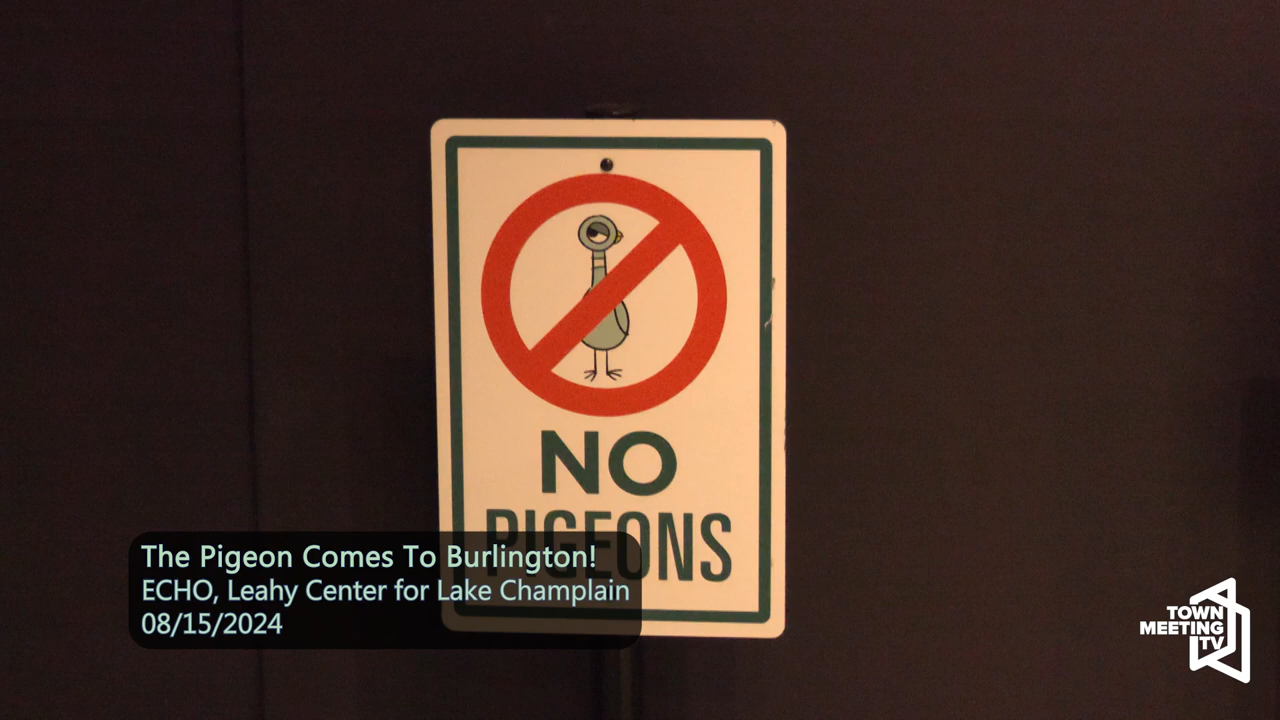 NO
PIGEONS
The Pigeon Comes To Burlington!
ECHO, Leahy Center for Lake Champlain
08/15/2024
TOWN
MEETING
TV